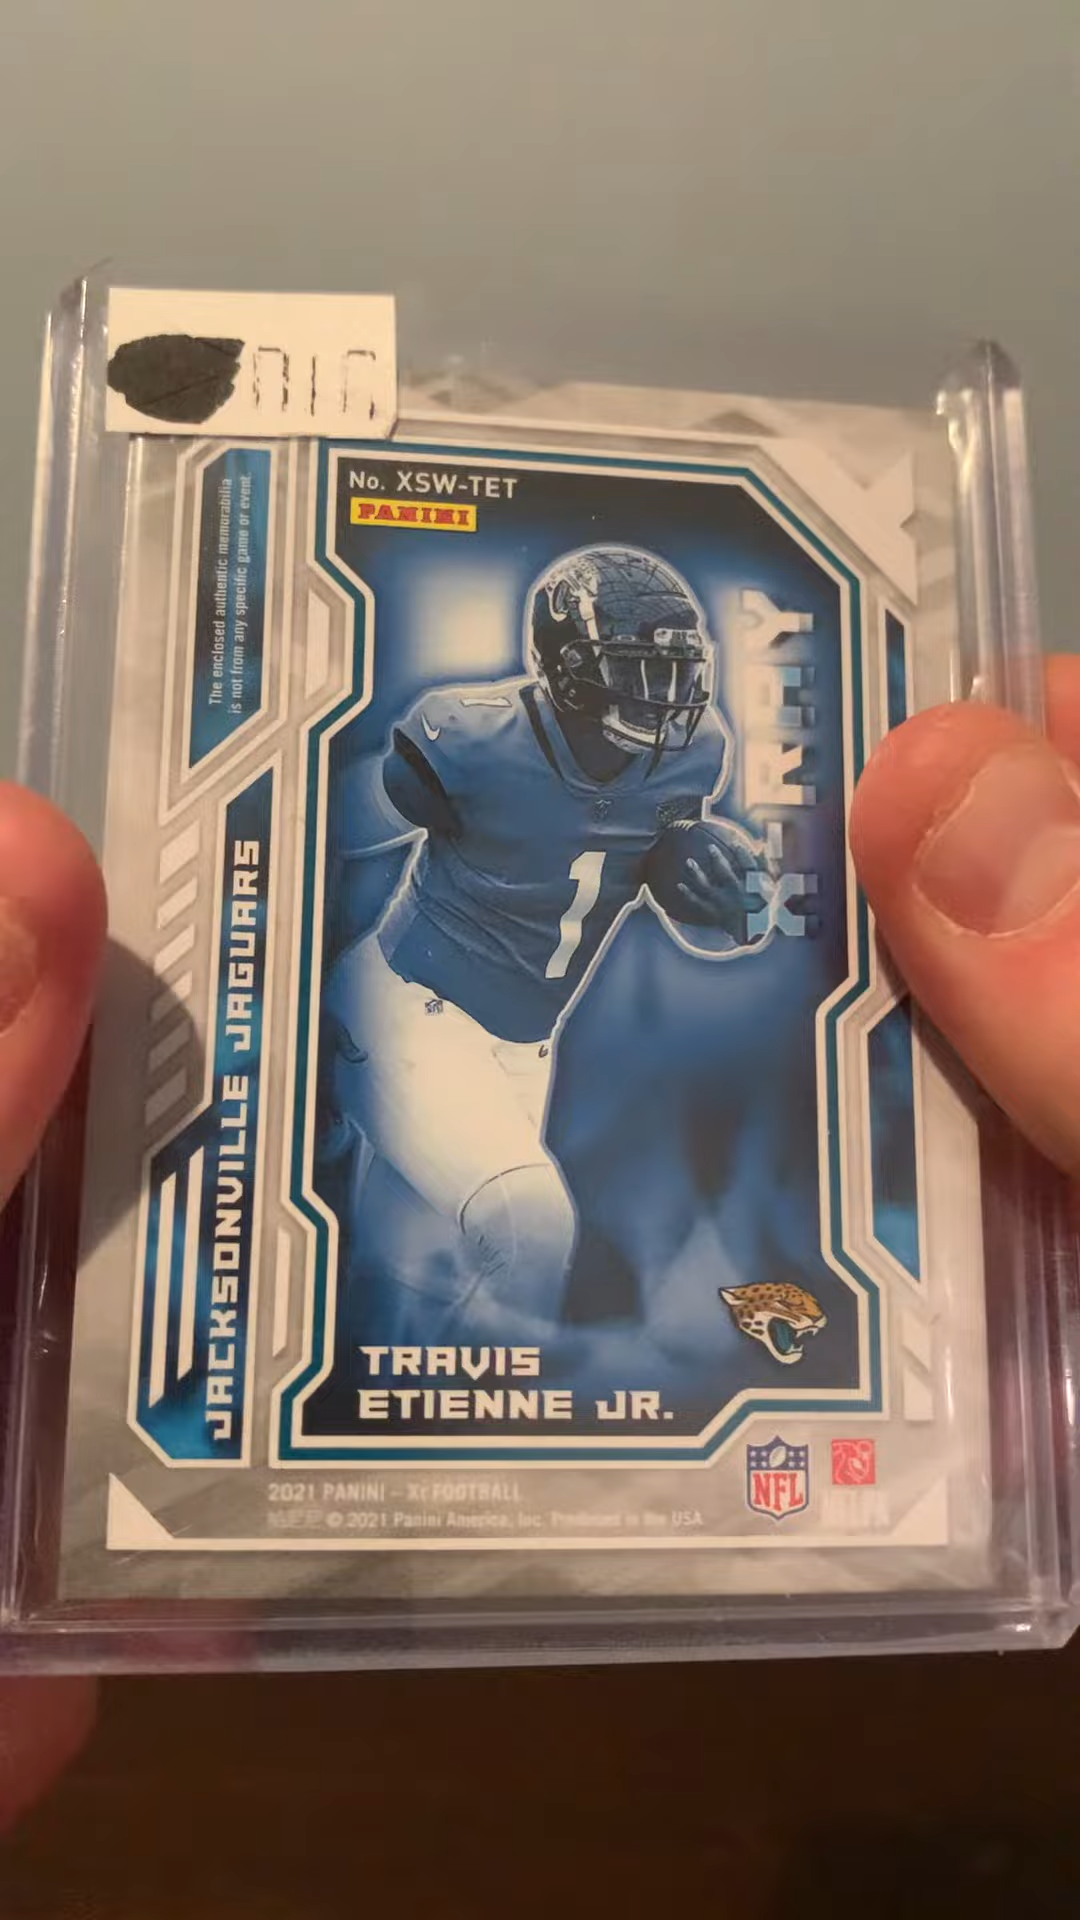 No. XSW-TET
PANINI
The enclosed authentic memorabilia
is not from any specific game or event.
X-RAY
1
JACKSONVILLE JAGUARS
TRAVIS
ETIENNE JR.
NFL
2021 PANINI – Xr FOOTBALL
© 2021 Panini America, Inc. Produced in the USA